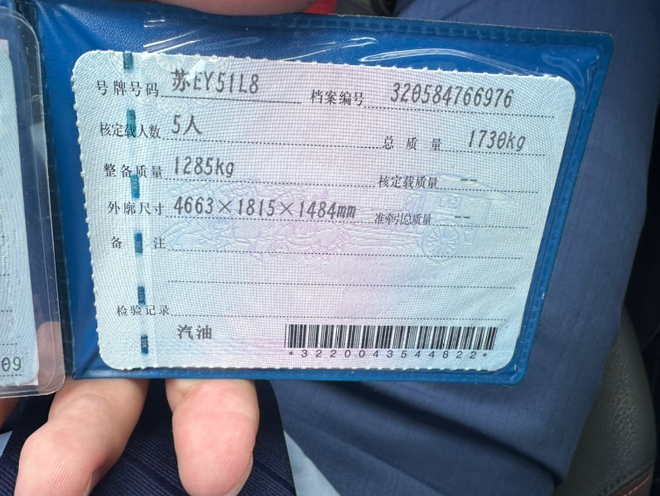 号牌号码 苏EY51L8 档案编号 320584766976
核定载人数 5人 总质量 1730kg
整备质量 1285kg 核定载质量 --
外廓尺寸 4663×1815×1484mm 准牵引总质量 --
备注
检验记录
汽油
*3220043544822*
09